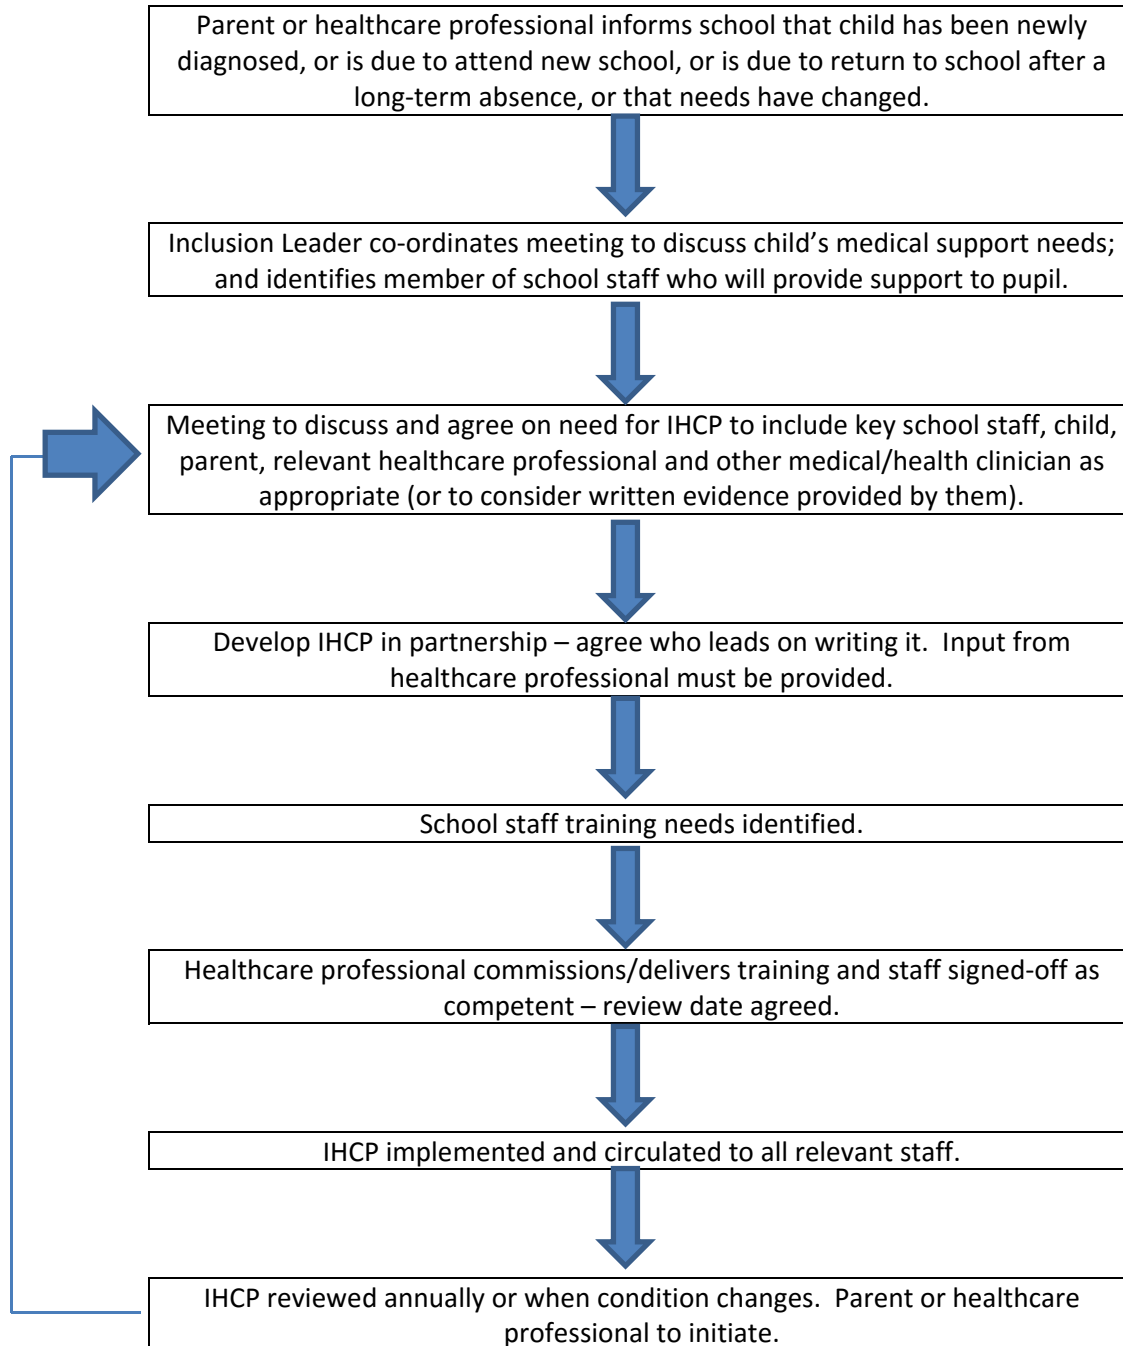 Parent or healthcare professional informs school that child has been newly
diagnosed, or is due to attend new school, or is due to return to school after a
long-term absence, or that needs have changed.
Inclusion Leader co-ordinates meeting to discuss child’s medical support needs;
and identifies member of school staff who will provide support to pupil.
Meeting to discuss and agree on need for IHCP to include key school staff, child,
parent, relevant healthcare professional and other medical/health clinician as
appropriate (or to consider written evidence provided by them).
Develop IHCP in partnership – agree who leads on writing it.  Input from
healthcare professional must be provided.
School staff training needs identified.
Healthcare professional commissions/delivers training and staff signed-off as
competent – review date agreed.
IHCP implemented and circulated to all relevant staff.
IHCP reviewed annually or when condition changes.  Parent or healthcare
professional to initiate.